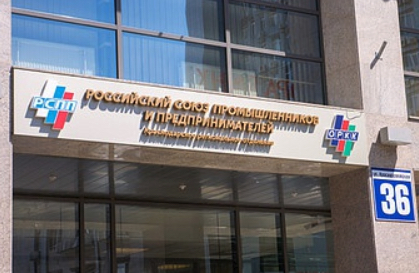 РСПП
РОССИЙСКИЙ СОЮЗ ПРОМЫШЛЕННИКОВ
И ПРЕДПРИНИМАТЕЛЕЙ
ОРКК
36